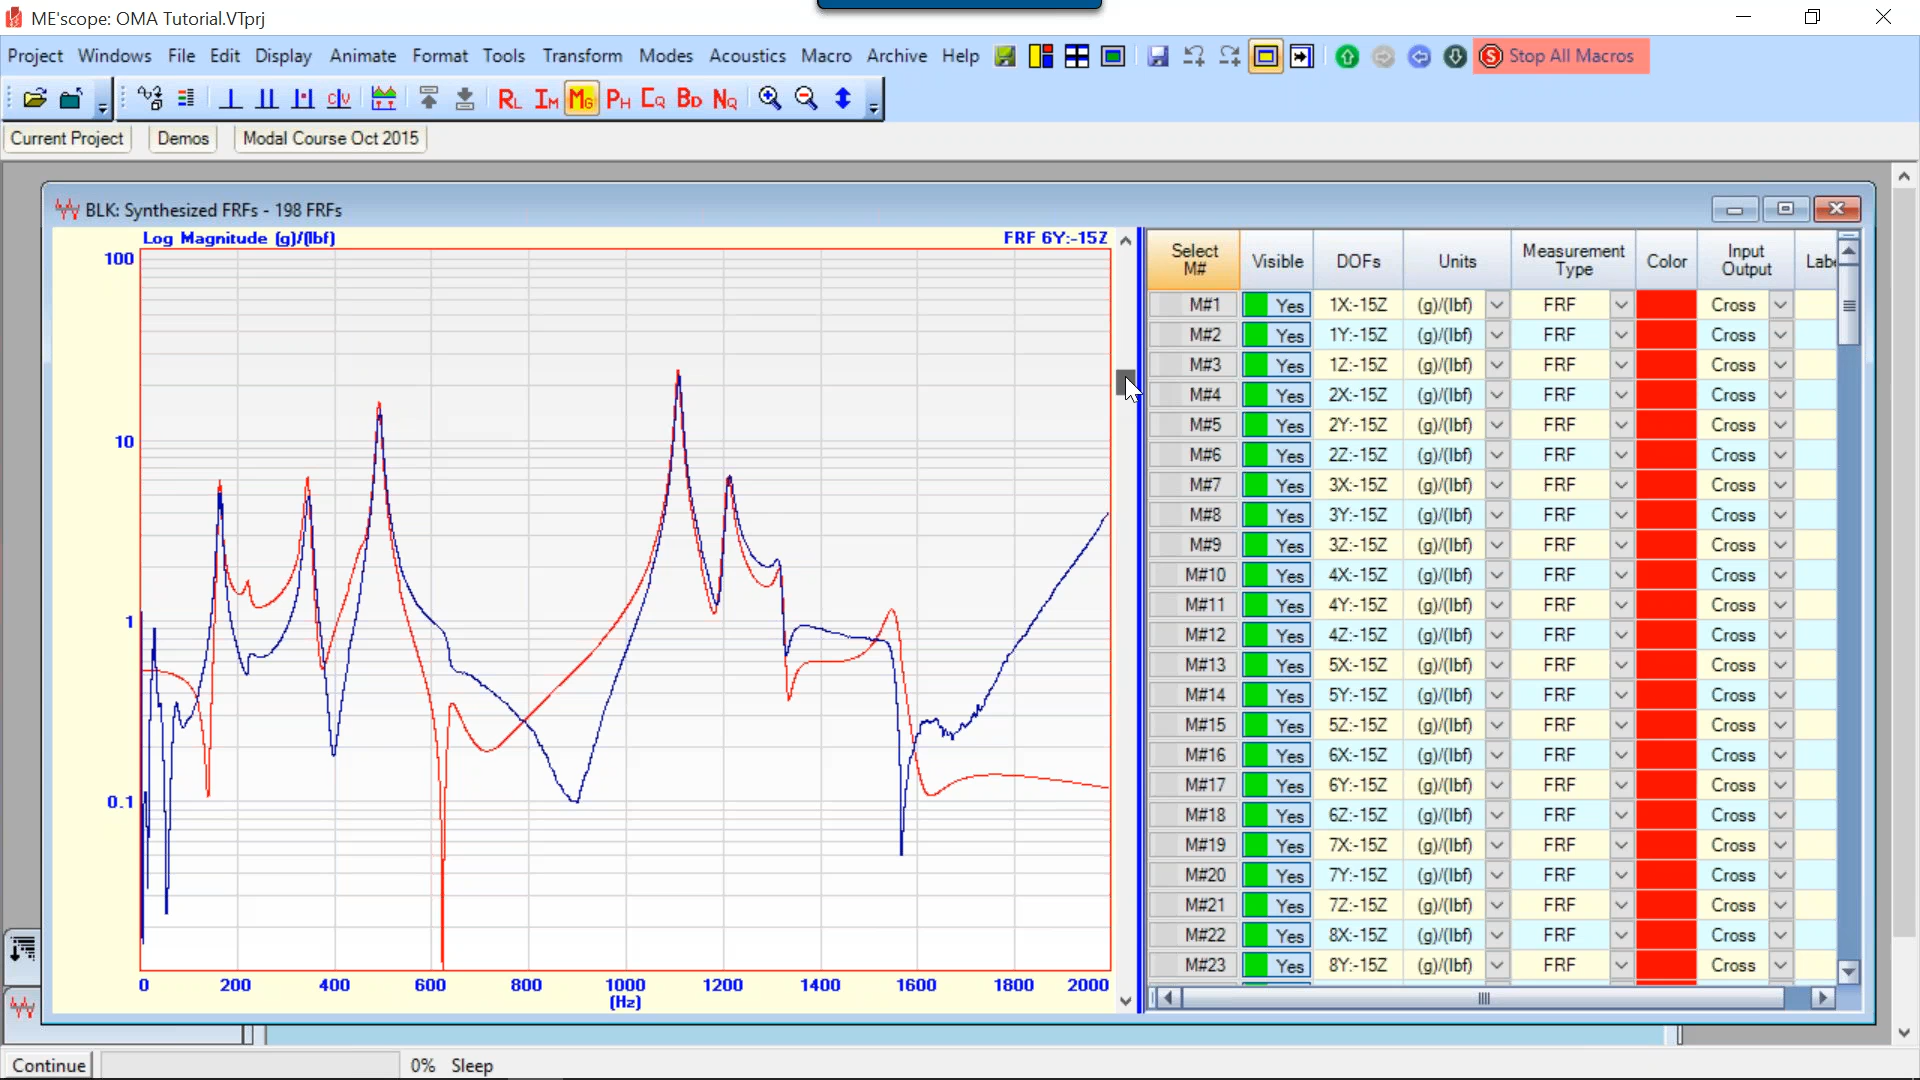 ME'scope: OMA Tutorial.VTprj
Project Windows File Edit Display Animate Format Tools Transform Modes Acoustics Macro Archive Help Stop All Macros
RL IM MG PH CQ BD NQ
Current Project Demos Modal Course Oct 2015
BLK: Synthesized FRFs - 198 FRFs
Log Magnitude (g)/(lbf) FRF 6Y:-15Z
100
10
1
0.1
0 200 400 600 800 1000 1200 1400 1600 1800 2000
(Hz)
Select M# Visible DOFs Units Measurement Type Color Input Output Labe
M#1 Yes 1X:-15Z (g)/(lbf) FRF Cross
M#2 Yes 1Y:-15Z (g)/(lbf) FRF Cross
M#3 Yes 1Z:-15Z (g)/(lbf) FRF Cross
M#4 Yes 2X:-15Z (g)/(lbf) FRF Cross
M#5 Yes 2Y:-15Z (g)/(lbf) FRF Cross
M#6 Yes 2Z:-15Z (g)/(lbf) FRF Cross
M#7 Yes 3X:-15Z (g)/(lbf) FRF Cross
M#8 Yes 3Y:-15Z (g)/(lbf) FRF Cross
M#9 Yes 3Z:-15Z (g)/(lbf) FRF Cross
M#10 Yes 4X:-15Z (g)/(lbf) FRF Cross
M#11 Yes 4Y:-15Z (g)/(lbf) FRF Cross
M#12 Yes 4Z:-15Z (g)/(lbf) FRF Cross
M#13 Yes 5X:-15Z (g)/(lbf) FRF Cross
M#14 Yes 5Y:-15Z (g)/(lbf) FRF Cross
M#15 Yes 5Z:-15Z (g)/(lbf) FRF Cross
M#16 Yes 6X:-15Z (g)/(lbf) FRF Cross
M#17 Yes 6Y:-15Z (g)/(lbf) FRF Cross
M#18 Yes 6Z:-15Z (g)/(lbf) FRF Cross
M#19 Yes 7X:-15Z (g)/(lbf) FRF Cross
M#20 Yes 7Y:-15Z (g)/(lbf) FRF Cross
M#21 Yes 7Z:-15Z (g)/(lbf) FRF Cross
M#22 Yes 8X:-15Z (g)/(lbf) FRF Cross
M#23 Yes 8Y:-15Z (g)/(lbf) FRF Cross
Continue 0% Sleep